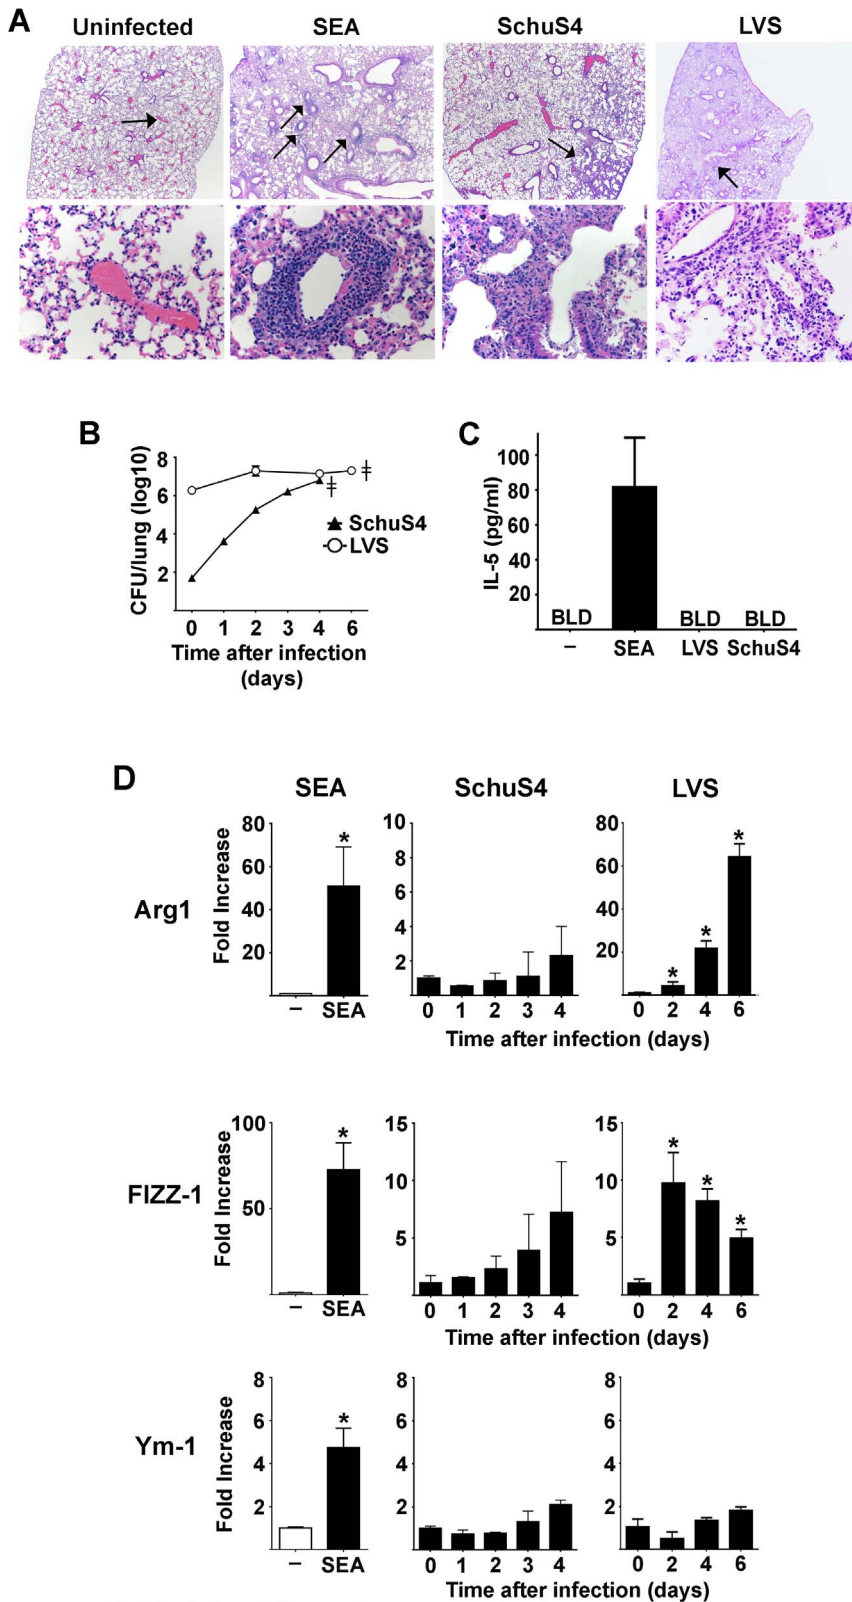 A
Uninfected SEA SchuS4 LVS
B
CFU/lung (log10)
8
6
4
2
‡
‡
SchuS4
LVS
0 1 2 3 4 6
Time after infection
(days)
C
IL-5 (pg/ml)
100
80
60
40
20
BLD BLD BLD
– SEA LVS SchuS4
D
SEA SchuS4 LVS
Arg1
Fold Increase
80
60
40
20
*
– SEA
10
8
6
4
2
0 1 2 3 4
80
60
40
20
* * *
0 2 4 6
Time after infection (days)
FIZZ-1
Fold Increase
100
50
*
– SEA
15
10
5
0 1 2 3 4
15
10
5
* * *
0 2 4 6
Time after infection (days)
Ym-1
Fold Increase
8
6
4
2
*
– SEA
8
6
4
2
0 1 2 3 4
8
6
4
2
0 2 4 6
Time after infection (days)